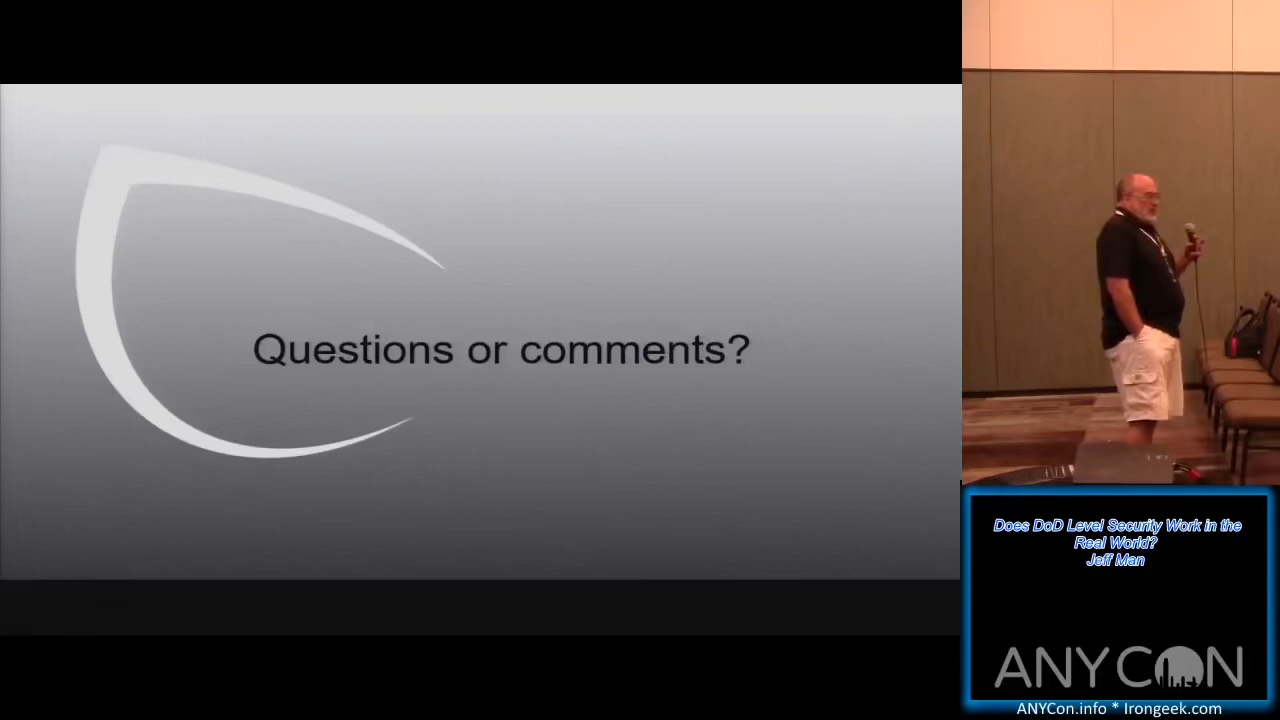 Questions or comments?
Does DoD Level Security Work in the
Real World?
Jeff Man
ANYCON
ANYCon.info * Irongeek.com